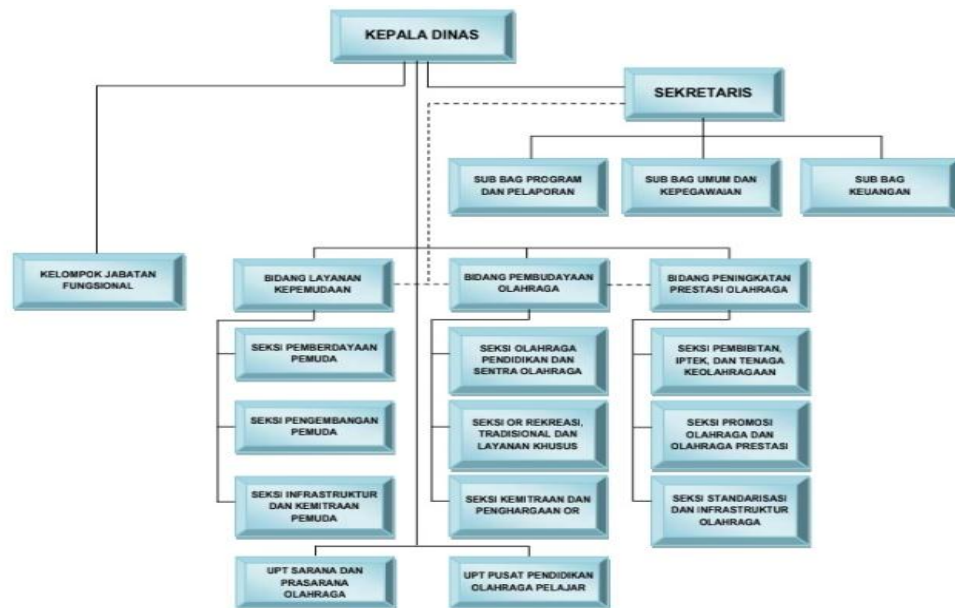 KEPALA DINAS
SEKRETARIS
SUB BAG PROGRAM
DAN PELAPORAN
SUB BAG UMUM DAN
KEPEGAWAIAN
SUB BAG
KEUANGAN
KELOMPOK JABATAN
FUNGSIONAL
BIDANG LAYANAN
KEPEMUDAAN
BIDANG PEMBUDAYAAN
OLAHRAGA
BIDANG PENINGKATAN
PRESTASI OLAHRAGA
SEKSI PEMBERDAYAAN
PEMUDA
SEKSI OLAHRAGA
PENDIDIKAN DAN
SENTRA OLAHRAGA
SEKSI PEMBIBITAN,
IPTEK, DAN TENAGA
KEOLAHRAGAAN
SEKSI PENGEMBANGAN
PEMUDA
SEKSI OR REKREASI,
TRADISIONAL DAN
LAYANAN KHUSUS
SEKSI PROMOSI
OLAHRAGA DAN
OLAHRAGA PRESTASI
SEKSI INFRASTRUKTUR
DAN KEMITRAAN
PEMUDA
SEKSI KEMITRAAN DAN
PENGHARGAAN OR
SEKSI STANDARISASI
DAN INFRASTRUKTUR
OLAHRAGA
UPT SARANA DAN
PRASARANA
OLAHRAGA
UPT PUSAT PENDIDIKAN
OLAHRAGA PELAJAR